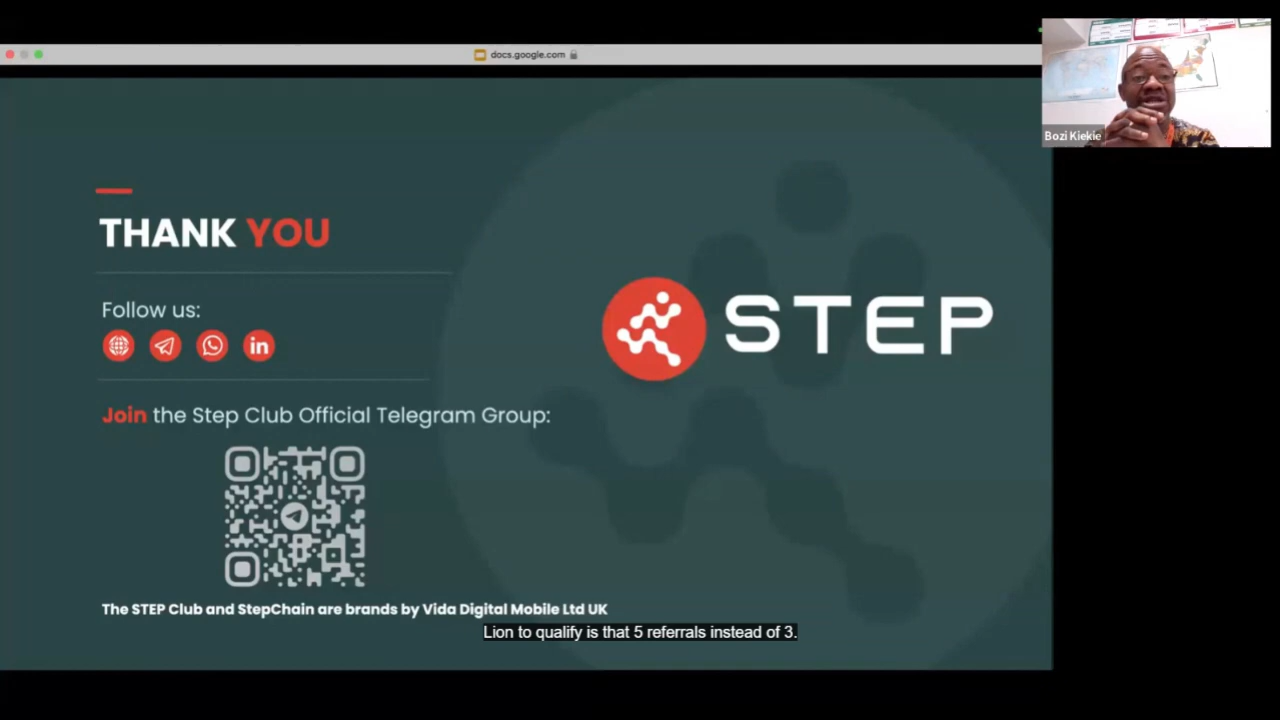 docs.google.com
Bozi Kiekie
THANK YOU
Follow us:
in
STEP
Join the Step Club Official Telegram Group:
The STEP Club and StepChain are brands by Vida Digital Mobile Ltd UK
Lion to qualify is that 5 referrals instead of 3.